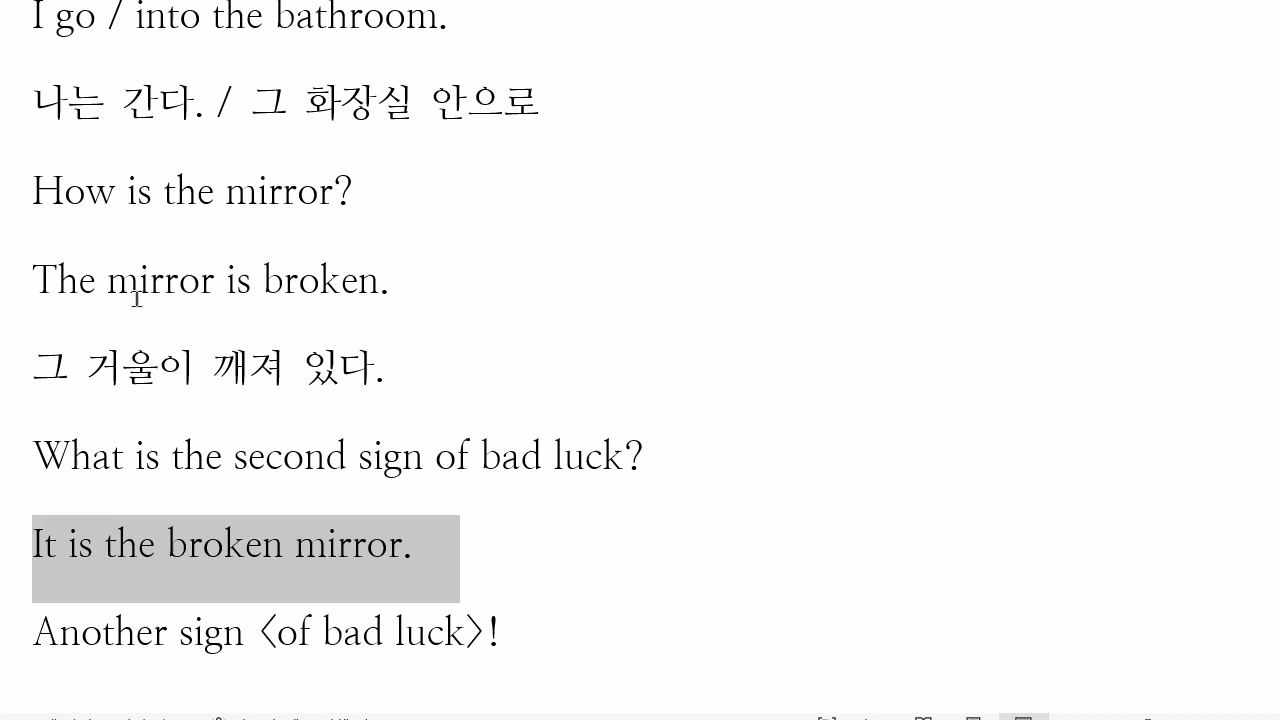 I go / into the bathroom.
나는 간다. / 그 화장실 안으로
How is the mirror?
The mirror is broken.
그 거울이 깨져 있다.
What is the second sign of bad luck?
It is the broken mirror.
Another sign 〈of bad luck〉!